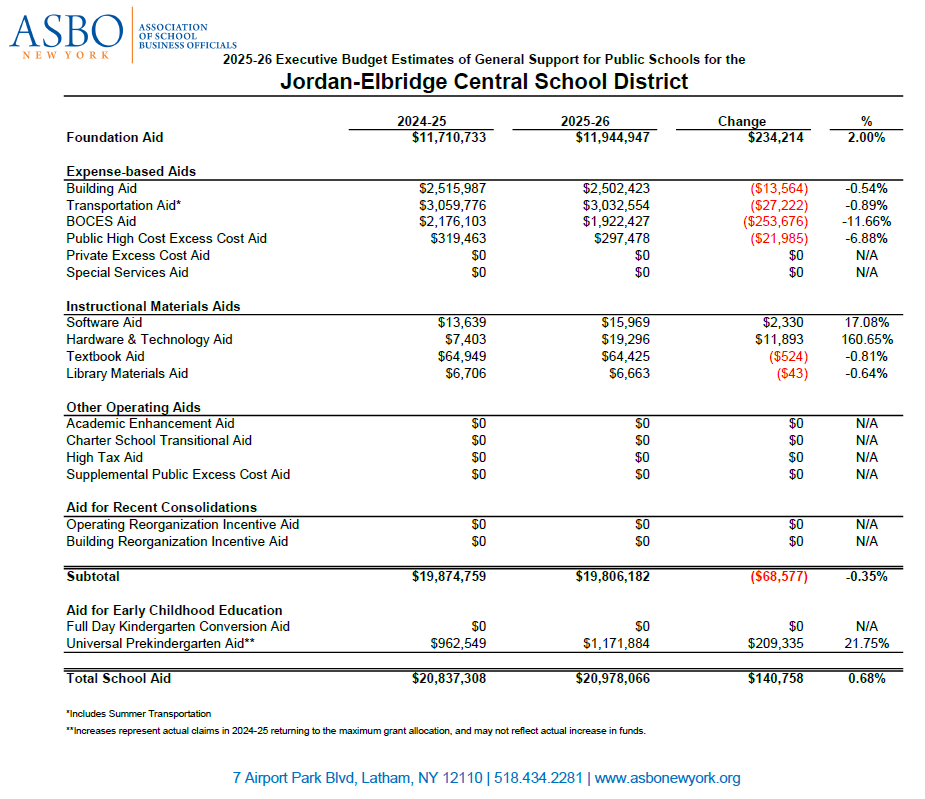 ASBO
NEW YORK
ASSOCIATION
OF SCHOOL
BUSINESS OFFICIALS
2025-26 Executive Budget Estimates of General Support for Public Schools for the
Jordan-Elbridge Central School District
2024-25 2025-26 Change %
Foundation Aid $11,710,733 $11,944,947 $234,214 2.00%
Expense-based Aids
Building Aid $2,515,987 $2,502,423 ($13,564) -0.54%
Transportation Aid* $3,059,776 $3,032,554 ($27,222) -0.89%
BOCES Aid $2,176,103 $1,922,427 ($253,676) -11.66%
Public High Cost Excess Cost Aid $319,463 $297,478 ($21,985) -6.88%
Private Excess Cost Aid $0 $0 $0 N/A
Special Services Aid $0 $0 $0 N/A
Instructional Materials Aids
Software Aid $13,639 $15,969 $2,330 17.08%
Hardware & Technology Aid $7,403 $19,296 $11,893 160.65%
Textbook Aid $64,949 $64,425 ($524) -0.81%
Library Materials Aid $6,706 $6,663 ($43) -0.64%
Other Operating Aids
Academic Enhancement Aid $0 $0 $0 N/A
Charter School Transitional Aid $0 $0 $0 N/A
High Tax Aid $0 $0 $0 N/A
Supplemental Public Excess Cost Aid $0 $0 $0 N/A
Aid for Recent Consolidations
Operating Reorganization Incentive Aid $0 $0 $0 N/A
Building Reorganization Incentive Aid $0 $0 $0 N/A
Subtotal $19,874,759 $19,806,182 ($68,577) -0.35%
Aid for Early Childhood Education
Full Day Kindergarten Conversion Aid $0 $0 $0 N/A
Universal Prekindergarten Aid** $962,549 $1,171,884 $209,335 21.75%
Total School Aid $20,837,308 $20,978,066 $140,758 0.68%
*Includes Summer Transportation
**Increases represent actual claims in 2024-25 returning to the maximum grant allocation, and may not reflect actual increase in funds.
7 Airport Park Blvd, Latham, NY 12110 | 518.434.2281 | www.asbonewyork.org